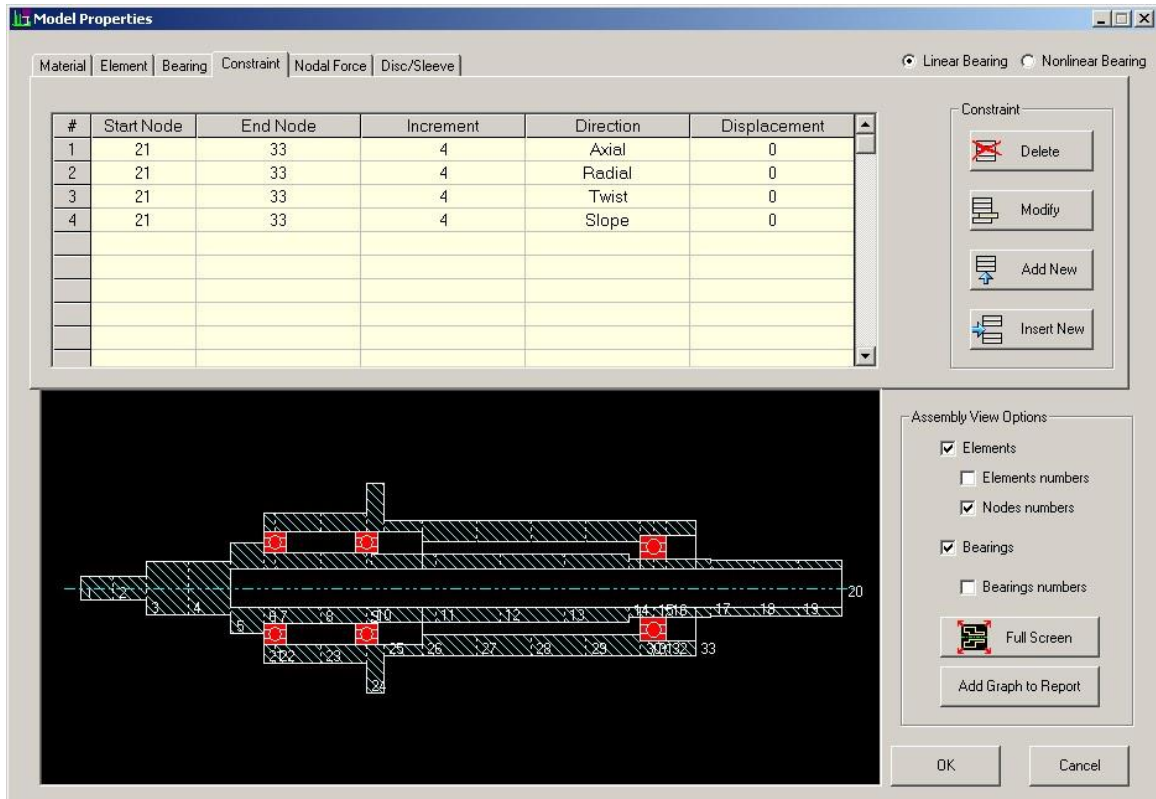 Model Properties
Material Element Bearing Constraint Nodal Force Disc/Sleeve
Linear Bearing Nonlinear Bearing
# Start Node End Node Increment Direction Displacement
1 21 33 4 Axial 0
2 21 33 4 Radial 0
3 21 33 4 Twist 0
4 21 33 4 Slope 0
Constraint
Delete
Modify
Add New
Insert New
1 2 3 4 5 7 8 10 11 12 13 14 15 16 17 18 19 20
22 23 24 25 26 27 28 29 30 32 33
Assembly View Options
Elements
Elements numbers
Nodes numbers
Bearings
Bearings numbers
Full Screen
Add Graph to Report
OK Cancel